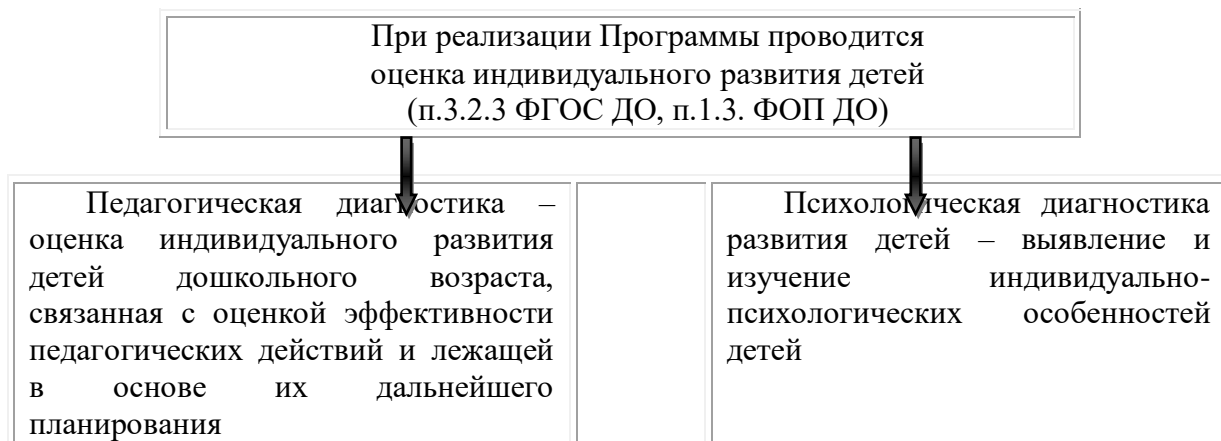 При реализации Программы проводится
оценка индивидуального развития детей
(п.3.2.3 ФГОС ДО, п.1.3. ФОП ДО)
Педагогическая диагностика –
оценка индивидуального развития
детей дошкольного возраста,
связанная с оценкой эффективности
педагогических действий и лежащей
в основе их дальнейшего
планирования
Психологическая диагностика
развития детей – выявление и
изучение индивидуально-
психологических особенностей
детей